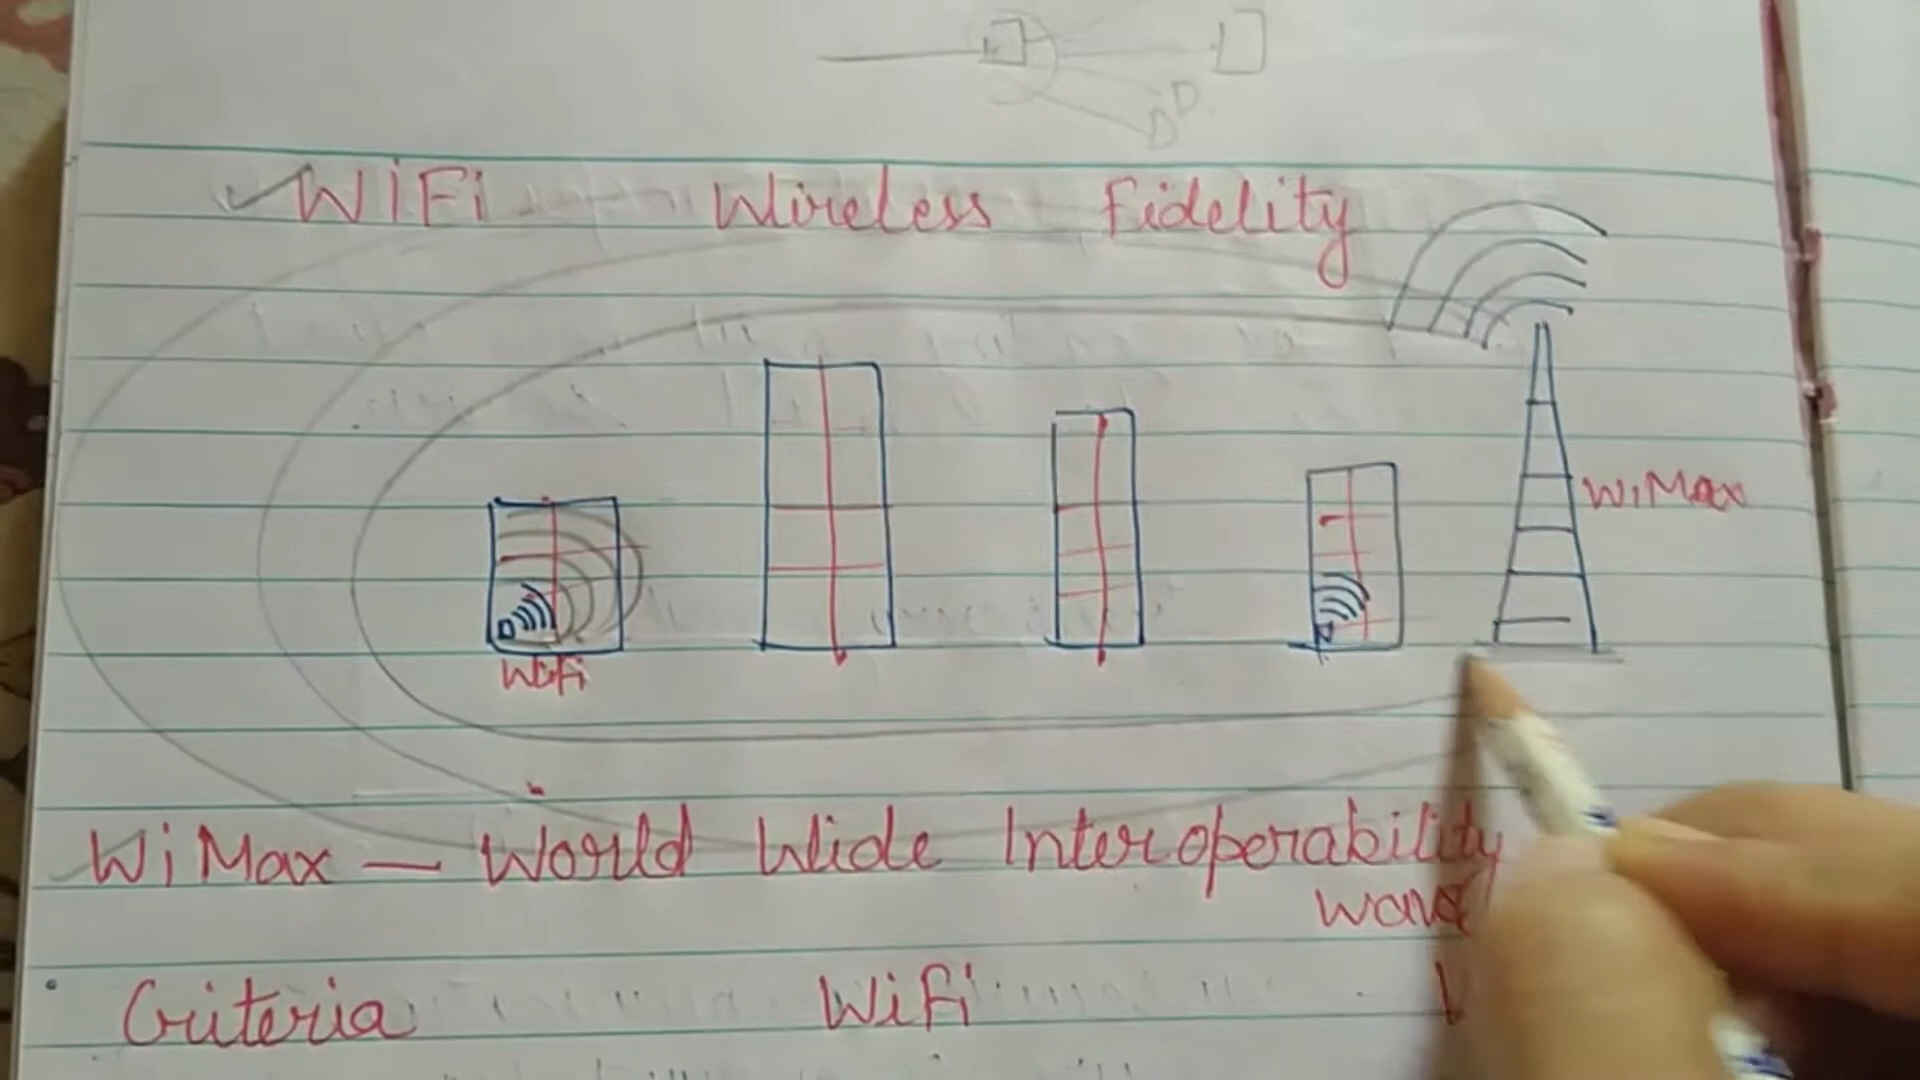 WiFi Wireless Fidelity
WiMax
WiFi
WiMax — World Wide Interoperability
Criteria WiFi